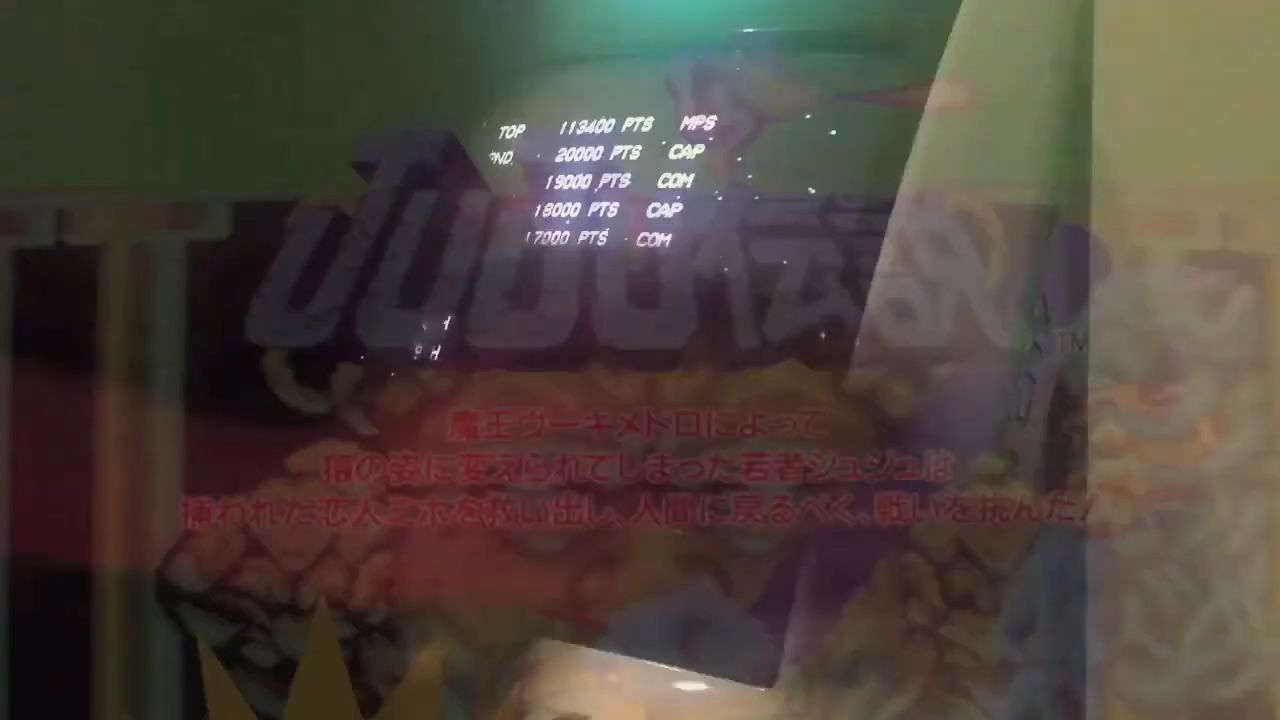 TOP 113400 PTS MPS
2ND 20000 PTS CAP
19000 PTS COM
18000 PTS CAP
17000 PTS COM
JUJU伝説
TM
魔王ウーキメドロによって
猿の姿に変えられてしまった若者ジュジュは
捕われた恋人ミホを救い出し、人間に戻るべく、戦いを挑んだ!